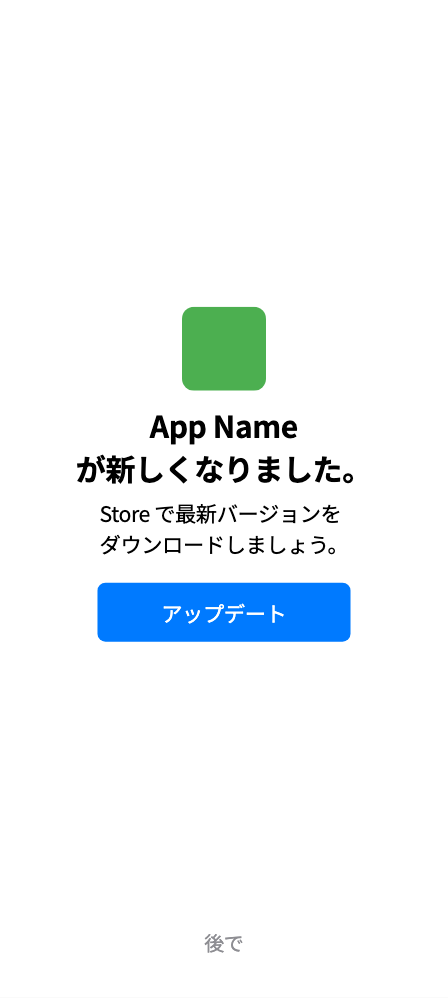 App Name
が新しくなりました。
Store で最新バージョンを
ダウンロードしましょう。
アップデート
後で